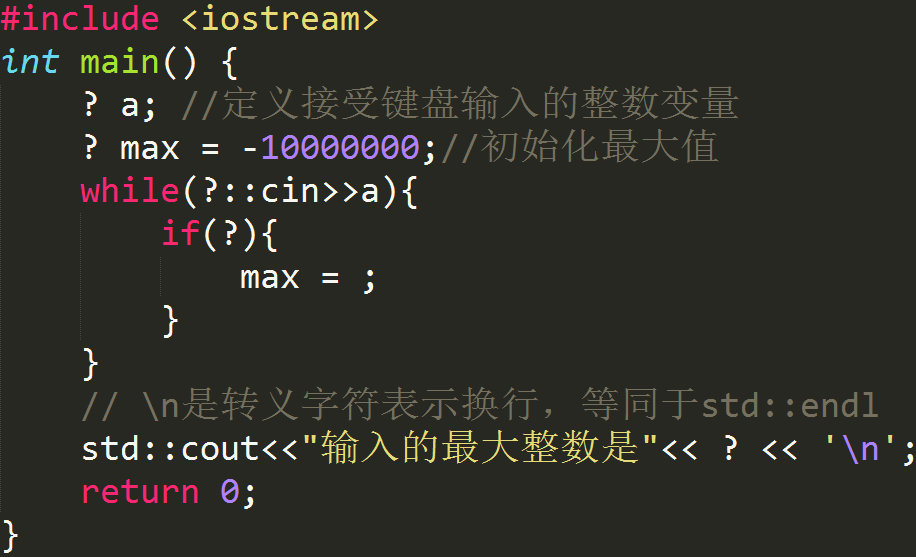 #include <iostream>
int main() {
    ? a; //定义接受键盘输入的整数变量
    ? max = -10000000;//初始化最大值
    while(?::cin>>a){
        if(?){
            max = ;
        }
    }
    // \n是转义字符表示换行，等同于std::endl
    std::cout<<"输入的最大整数是"<< ? << '\n';
    return 0;
}